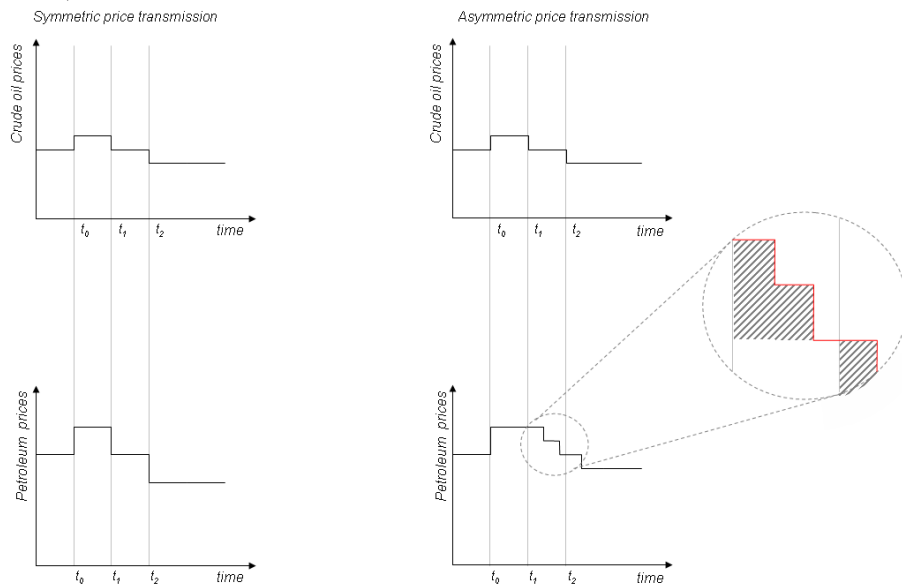 Symmetric price transmission
Asymmetric price transmission
Crude oil prices
t0
t1
t2
time
Crude oil prices
t0
t1
t2
time
Petroleum prices
t0
t1
t2
time
Petroleum prices
t0
t1
t2
time